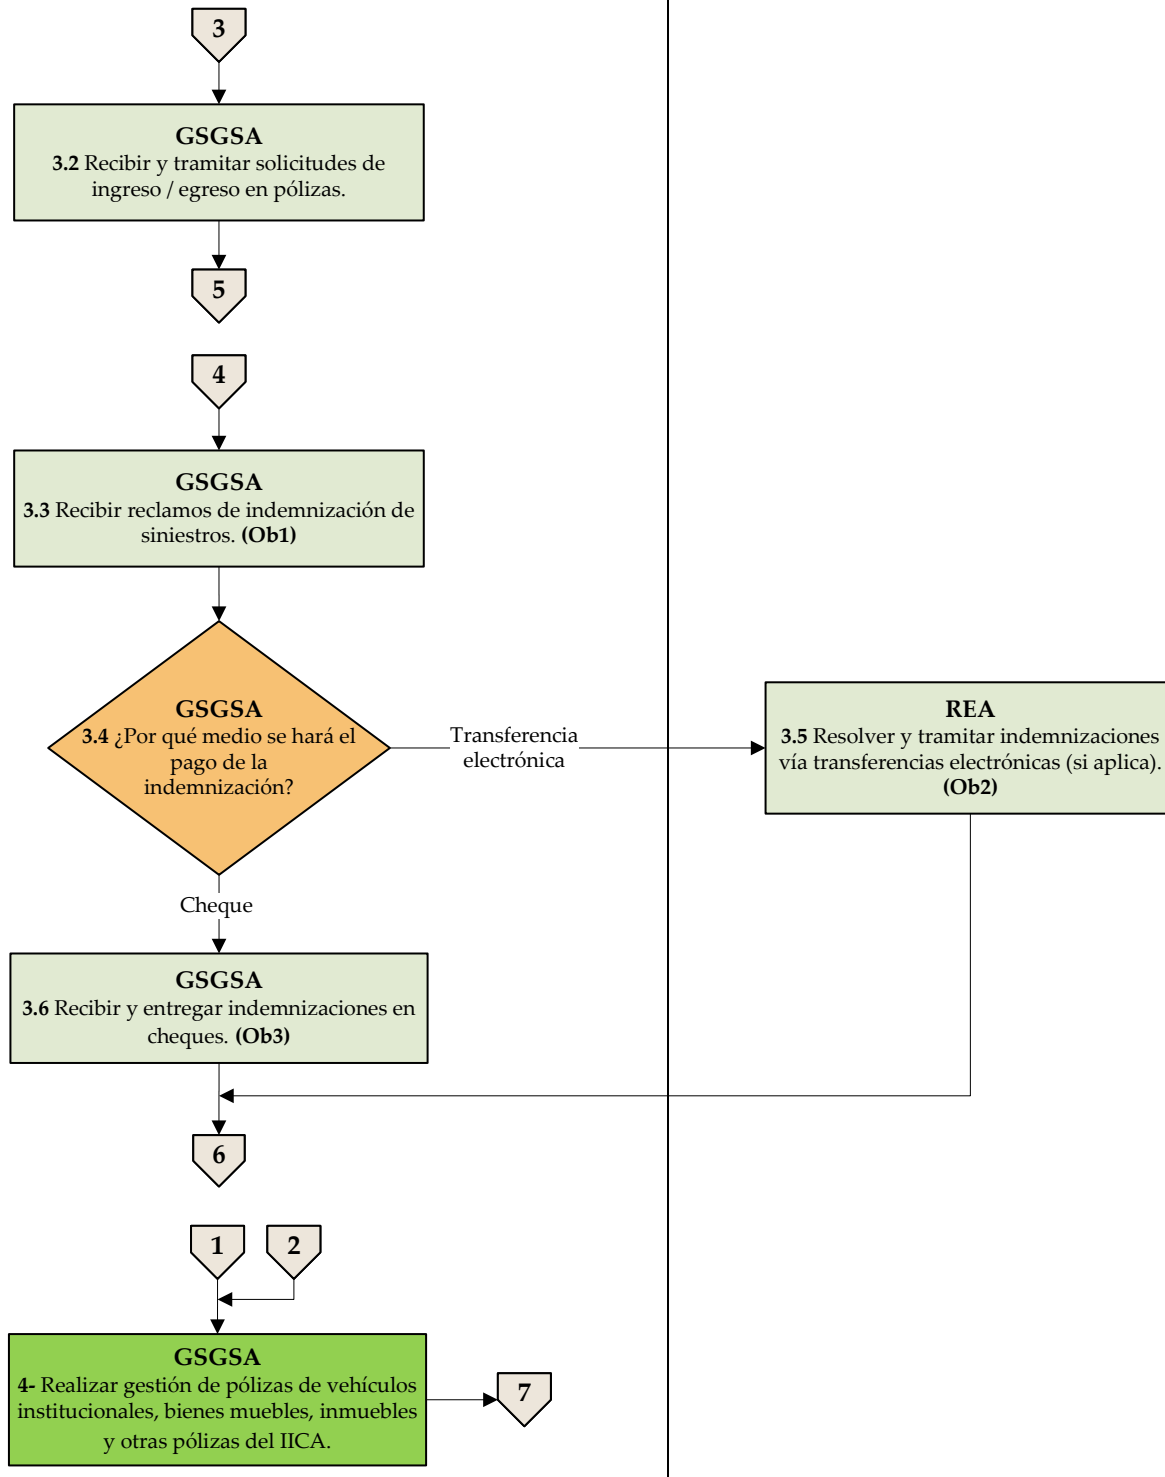 3
GSGSA
3.2 Recibir y tramitar solicitudes de
ingreso / egreso en pólizas.
5
4
GSGSA
3.3 Recibir reclamos de indemnización de
siniestros. (Ob1)
GSGSA
3.4 ¿Por qué medio se hará el
pago de la
indemnización?
Transferencia
electrónica
REA
3.5 Resolver y tramitar indemnizaciones
vía transferencias electrónicas (si aplica).
(Ob2)
Cheque
GSGSA
3.6 Recibir y entregar indemnizaciones en
cheques. (Ob3)
6
1
2
GSGSA
4- Realizar gestión de pólizas de vehículos
institucionales, bienes muebles, inmuebles
y otras pólizas del IICA.
7